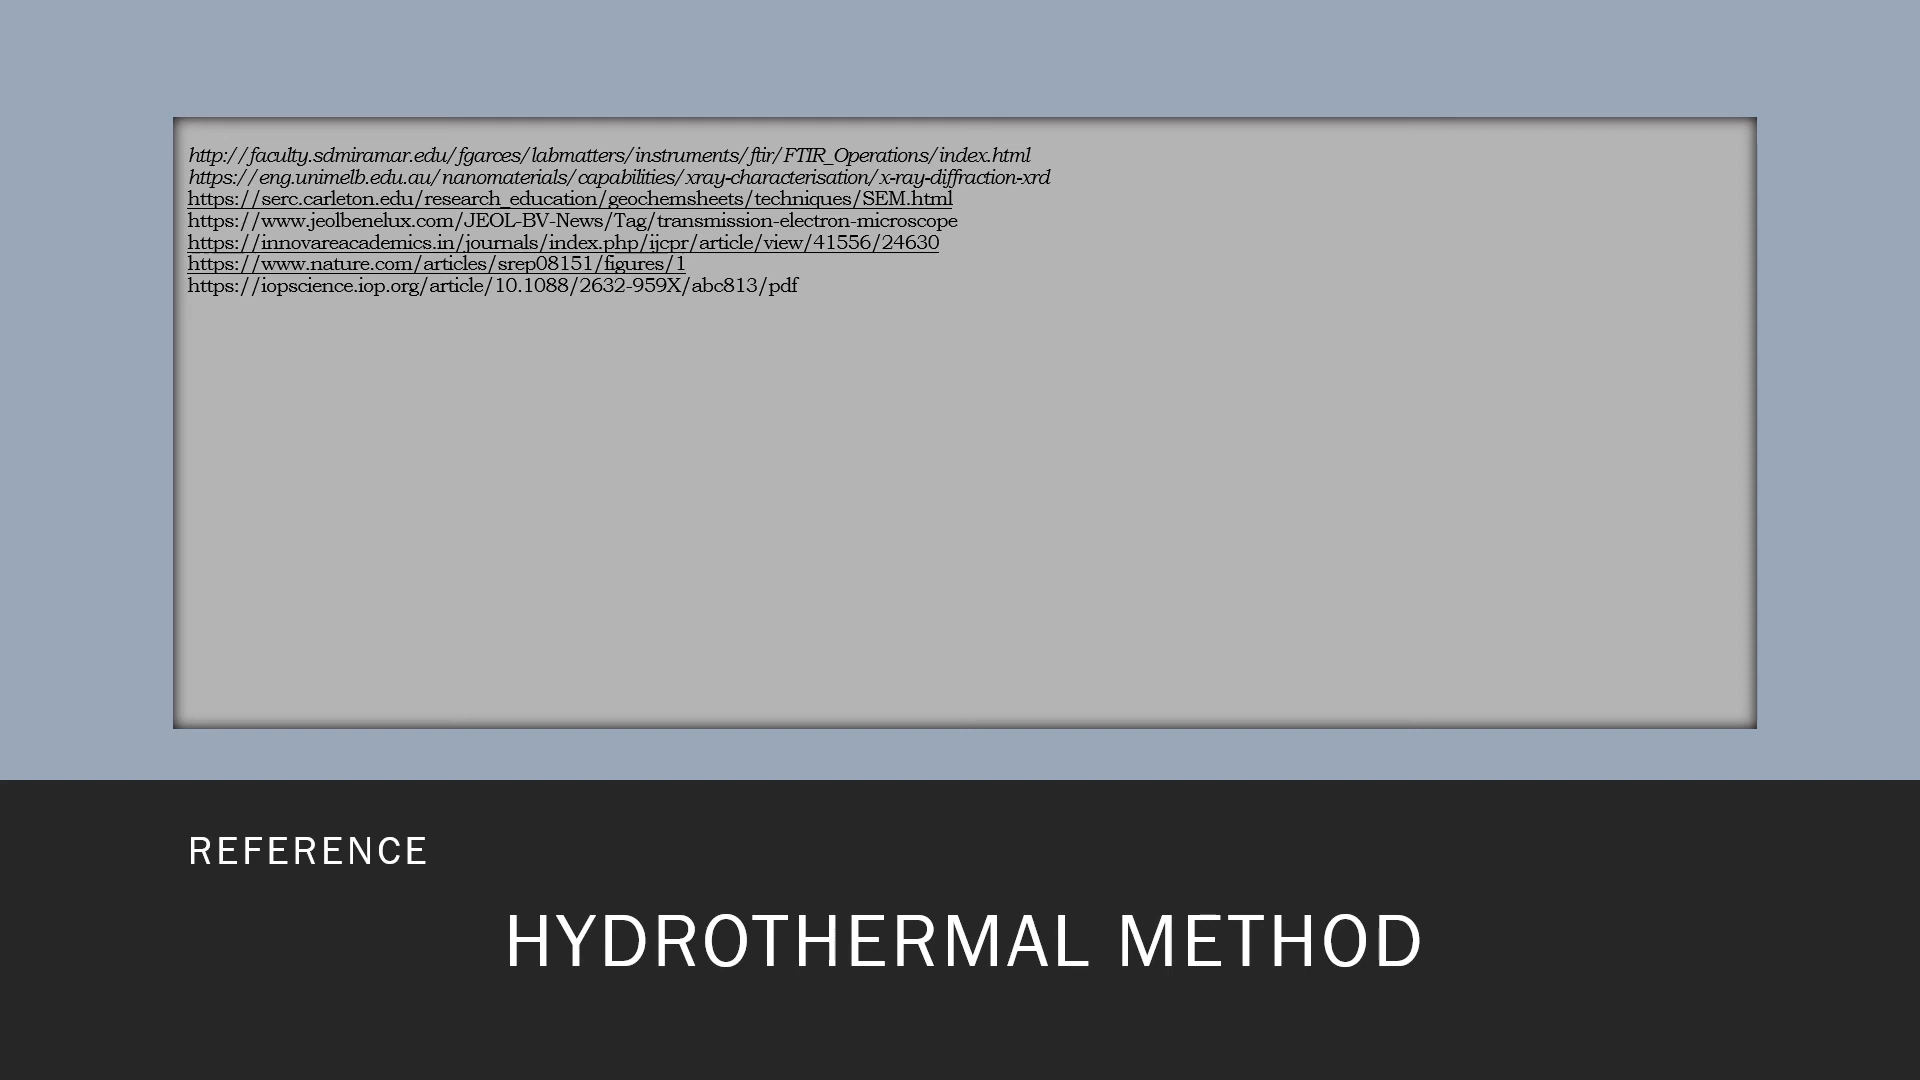 http://faculty.sdmiramar.edu/fgarces/labmatters/instruments/ftir/FTIR_Operations/index.html
https://eng.unimelb.edu.au/nanomaterials/capabilities/xray-characterisation/x-ray-diffraction-xrd
https://serc.carleton.edu/research_education/geochemsheets/techniques/SEM.html
https://www.jeolbenelux.com/JEOL-BV-News/Tag/transmission-electron-microscope
https://innovareacademics.in/journals/index.php/ijcpr/article/view/41556/24630
https://www.nature.com/articles/srep08151/figures/1
https://iopscience.iop.org/article/10.1088/2632-959X/abc813/pdf
REFERENCE
HYDROTHERMAL METHOD